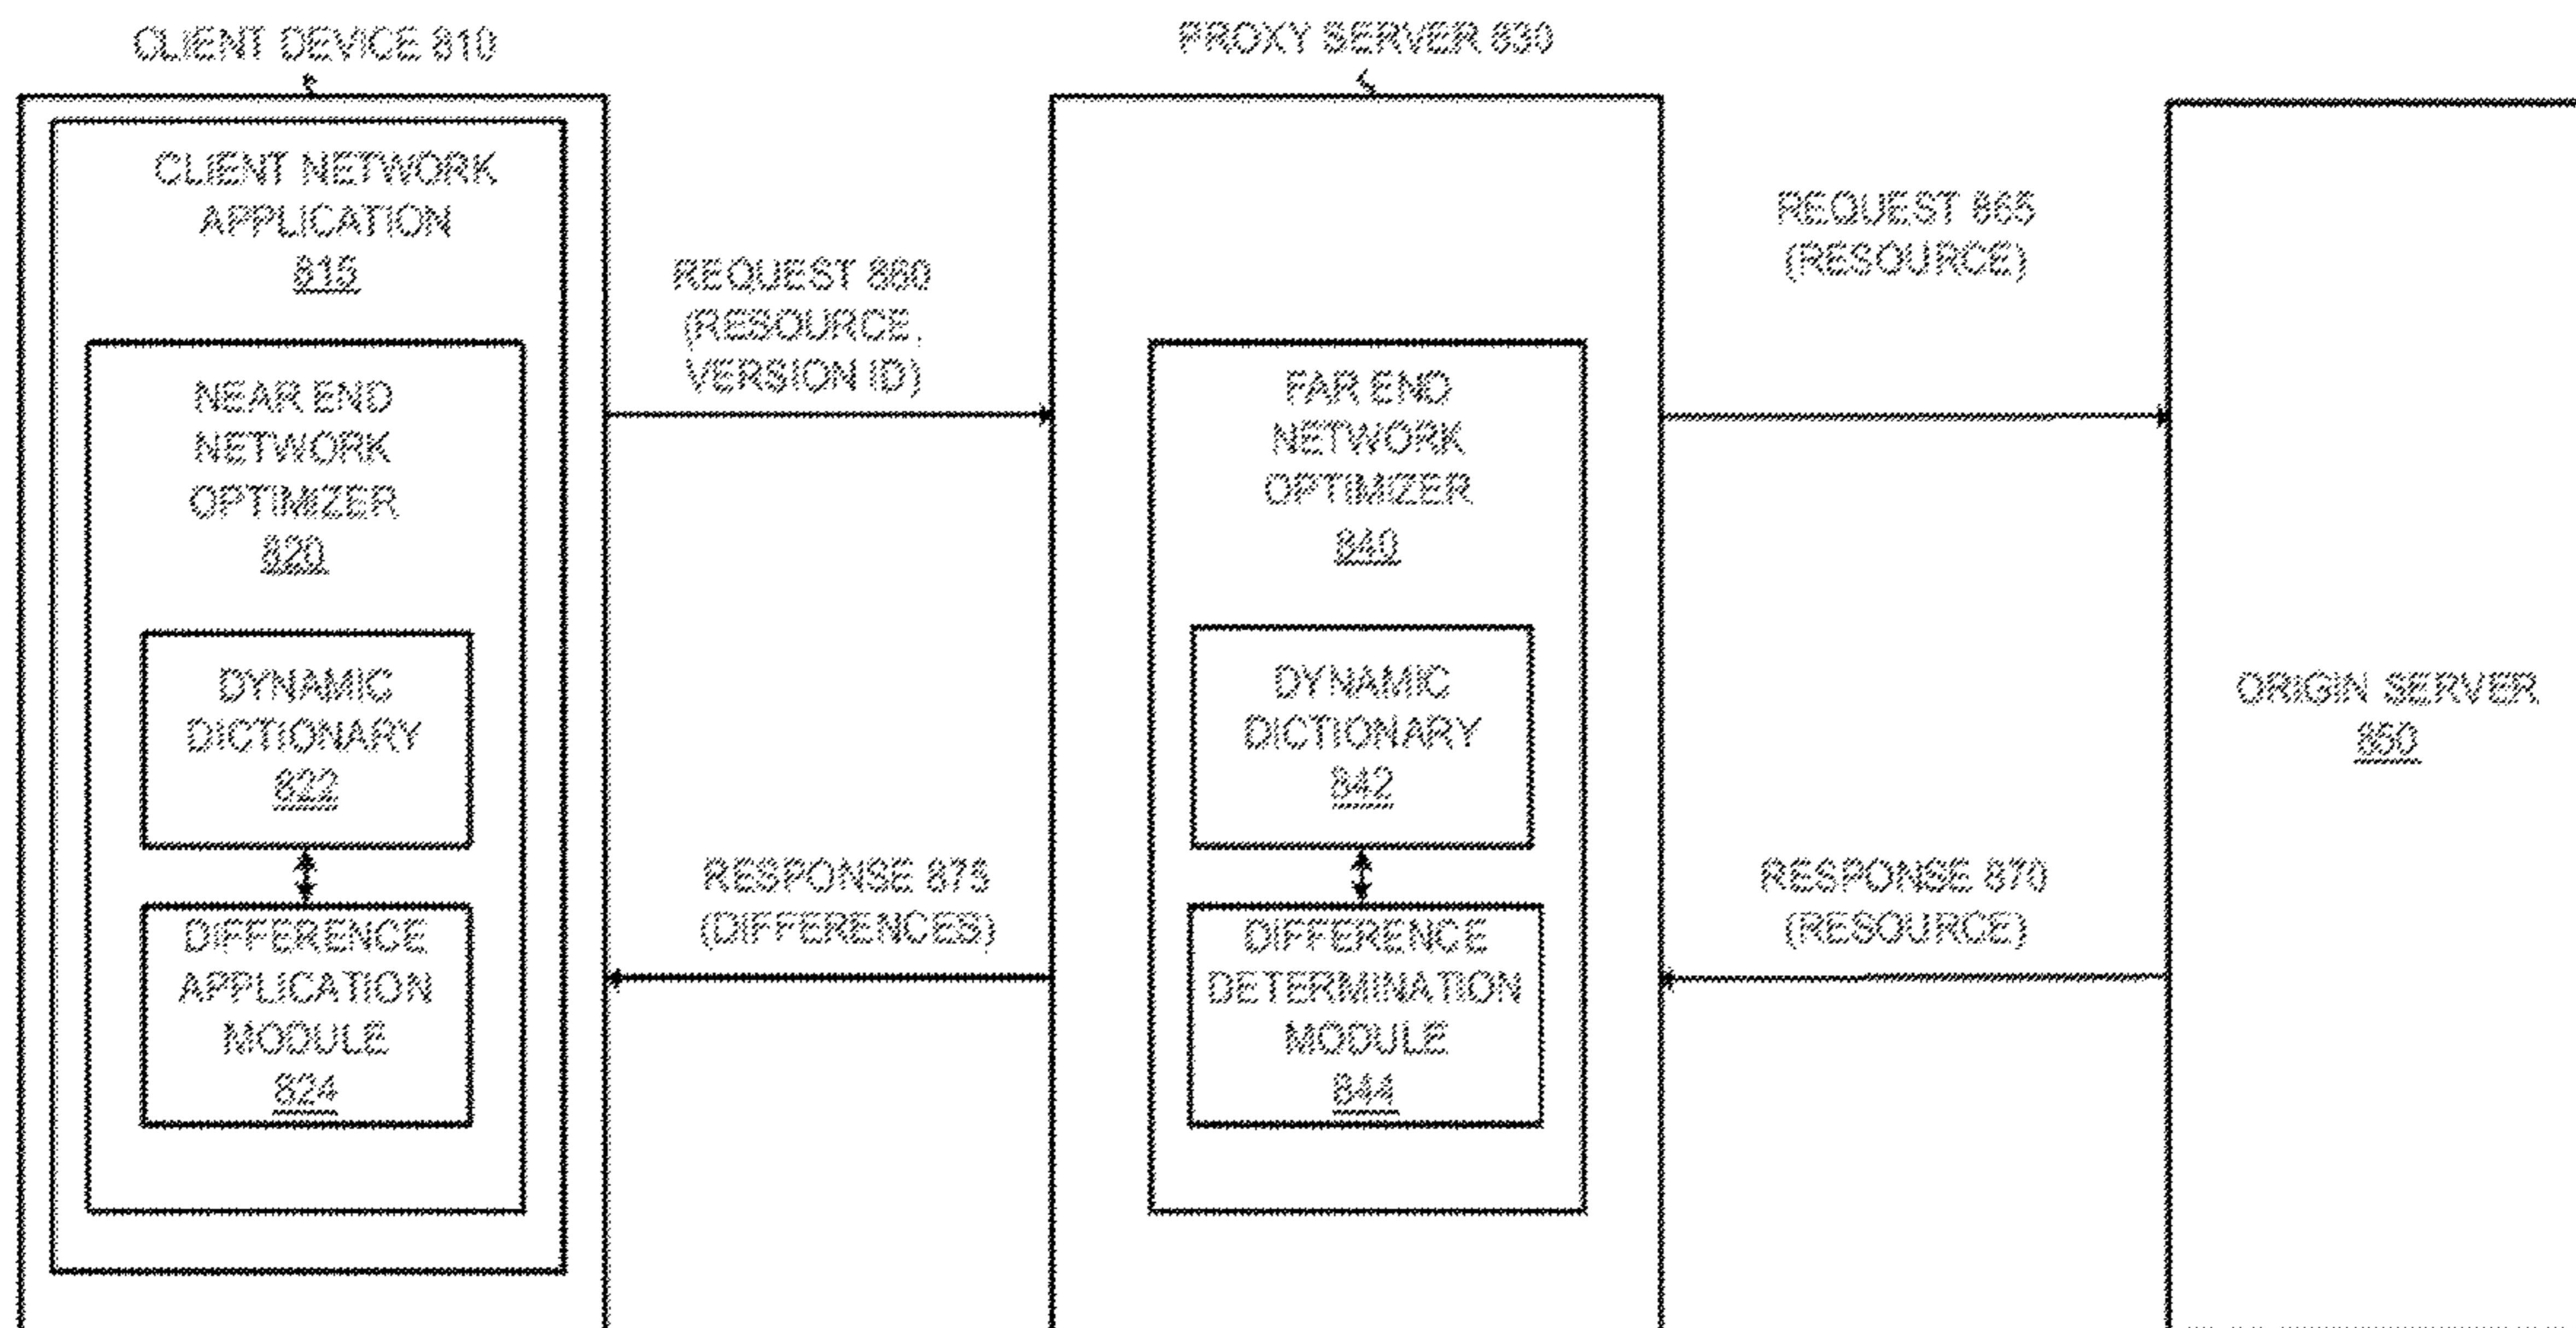 CLIENT DEVICE 810
CLIENT NETWORK
APPLICATION
815
NEAR END
NETWORK
OPTIMIZER
820
DYNAMIC
DICTIONARY
822
DIFFERENCE
APPLICATION
MODULE
824
REQUEST 860
(RESOURCE,
VERSION ID)
RESPONSE 875
(DIFFERENCES)
PROXY SERVER 830
FAR END
NETWORK
OPTIMIZER
840
DYNAMIC
DICTIONARY
842
DIFFERENCE
DETERMINATION
MODULE
844
REQUEST 865
(RESOURCE)
RESPONSE 870
(RESOURCE)
ORIGIN SERVER
850